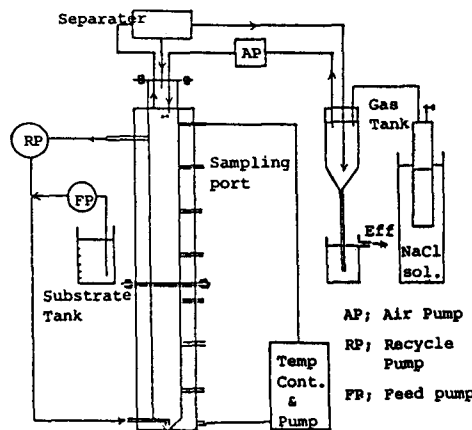 Separater
AP
Gas
Tank
RP
Sampling
port
FP
Eff
NaCl
sol.
Substrate
Tank
AP; Air Pump
RP; Recycle
Pump
FP; Feed pump
Temp
Cont.
&
Pump